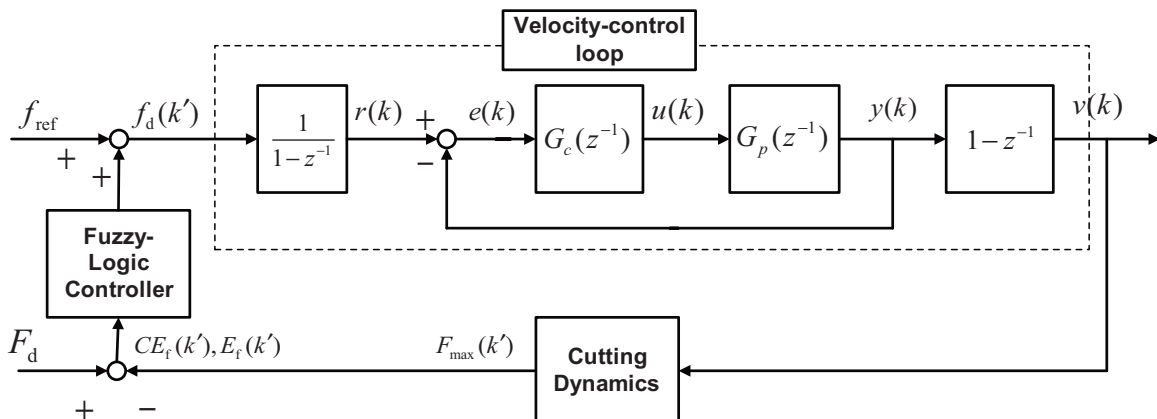 Velocity-control
loop
f_ref
+
+
f_d(k′)
1
1−z^−1
r(k)
+
−
e(k)
G_c(z^−1)
u(k)
G_p(z^−1)
y(k)
1−z^−1
v(k)
Fuzzy-
Logic
Controller
F_d
+
−
CE_f(k′), E_f(k′)
F_max(k′)
Cutting
Dynamics